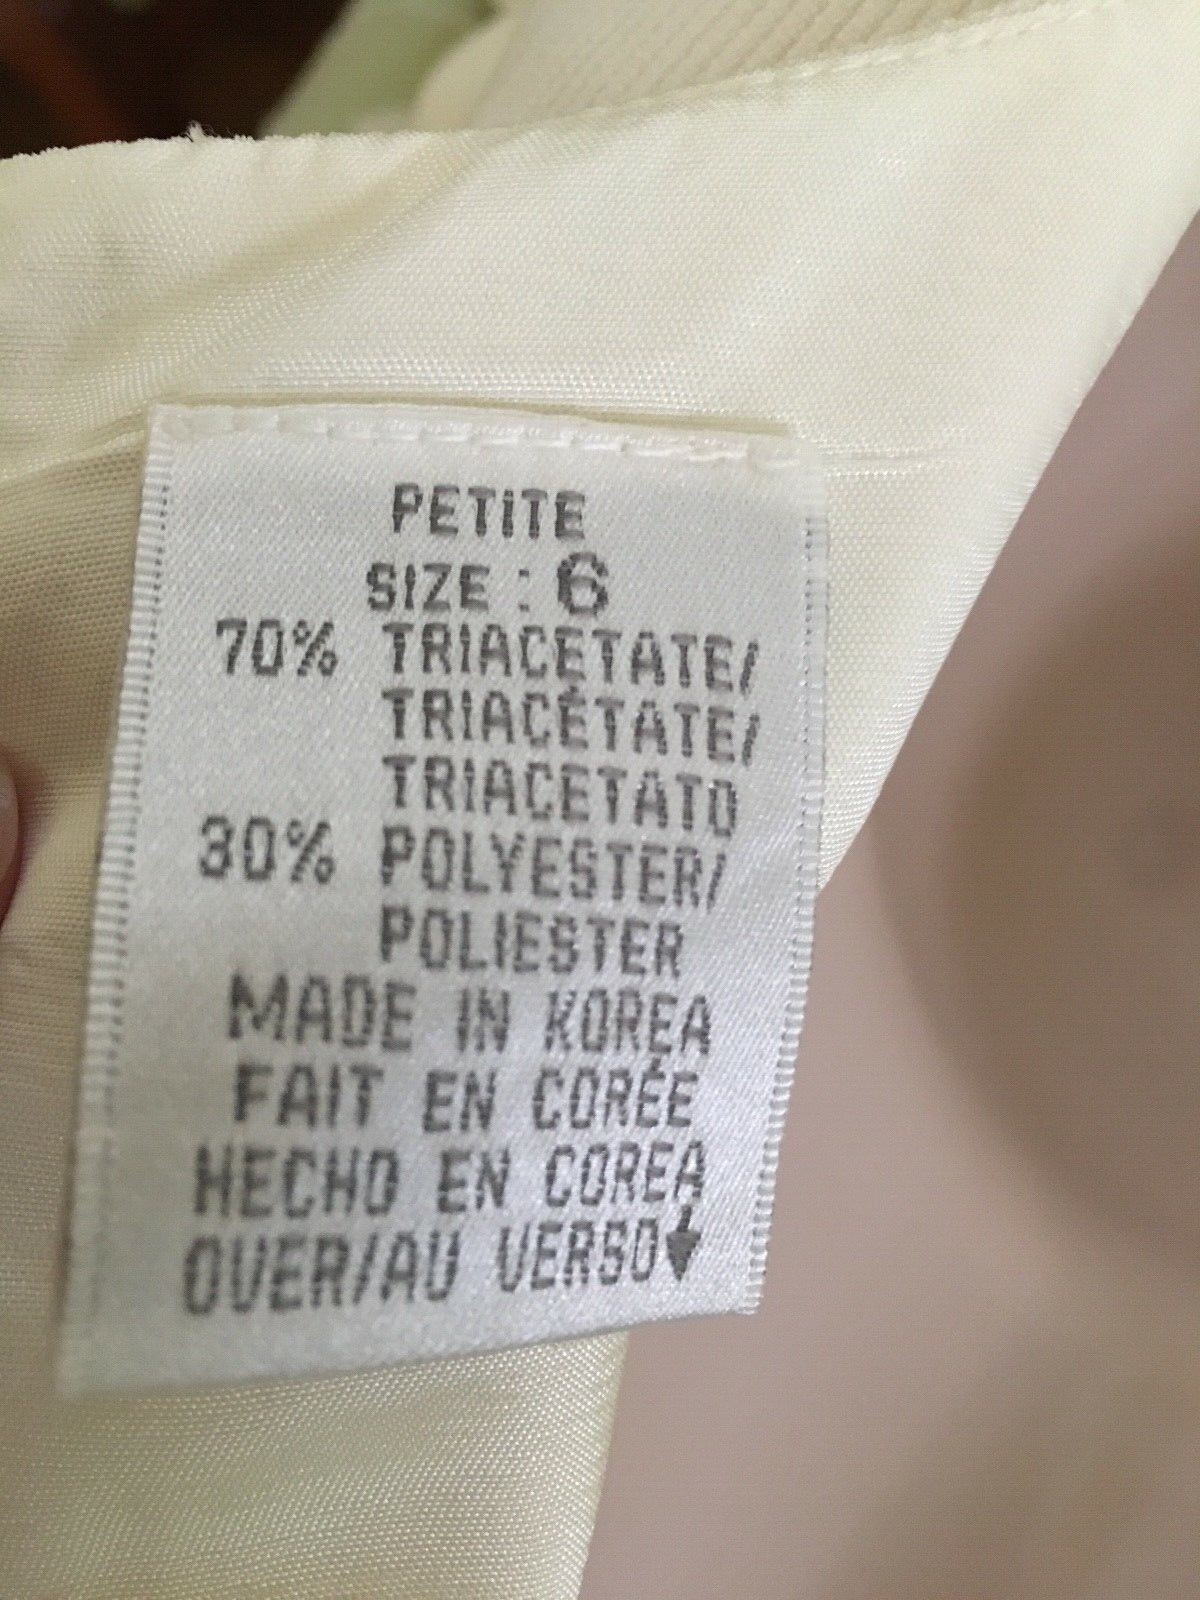 PETITE
SIZE : 6
70% TRIACETATE/
TRIACÉTATE/
TRIACETATO
30% POLYESTER/
POLIESTER
MADE IN KOREA
FAIT EN CORÉE
HECHO EN COREA
OVER/AU VERSO↓